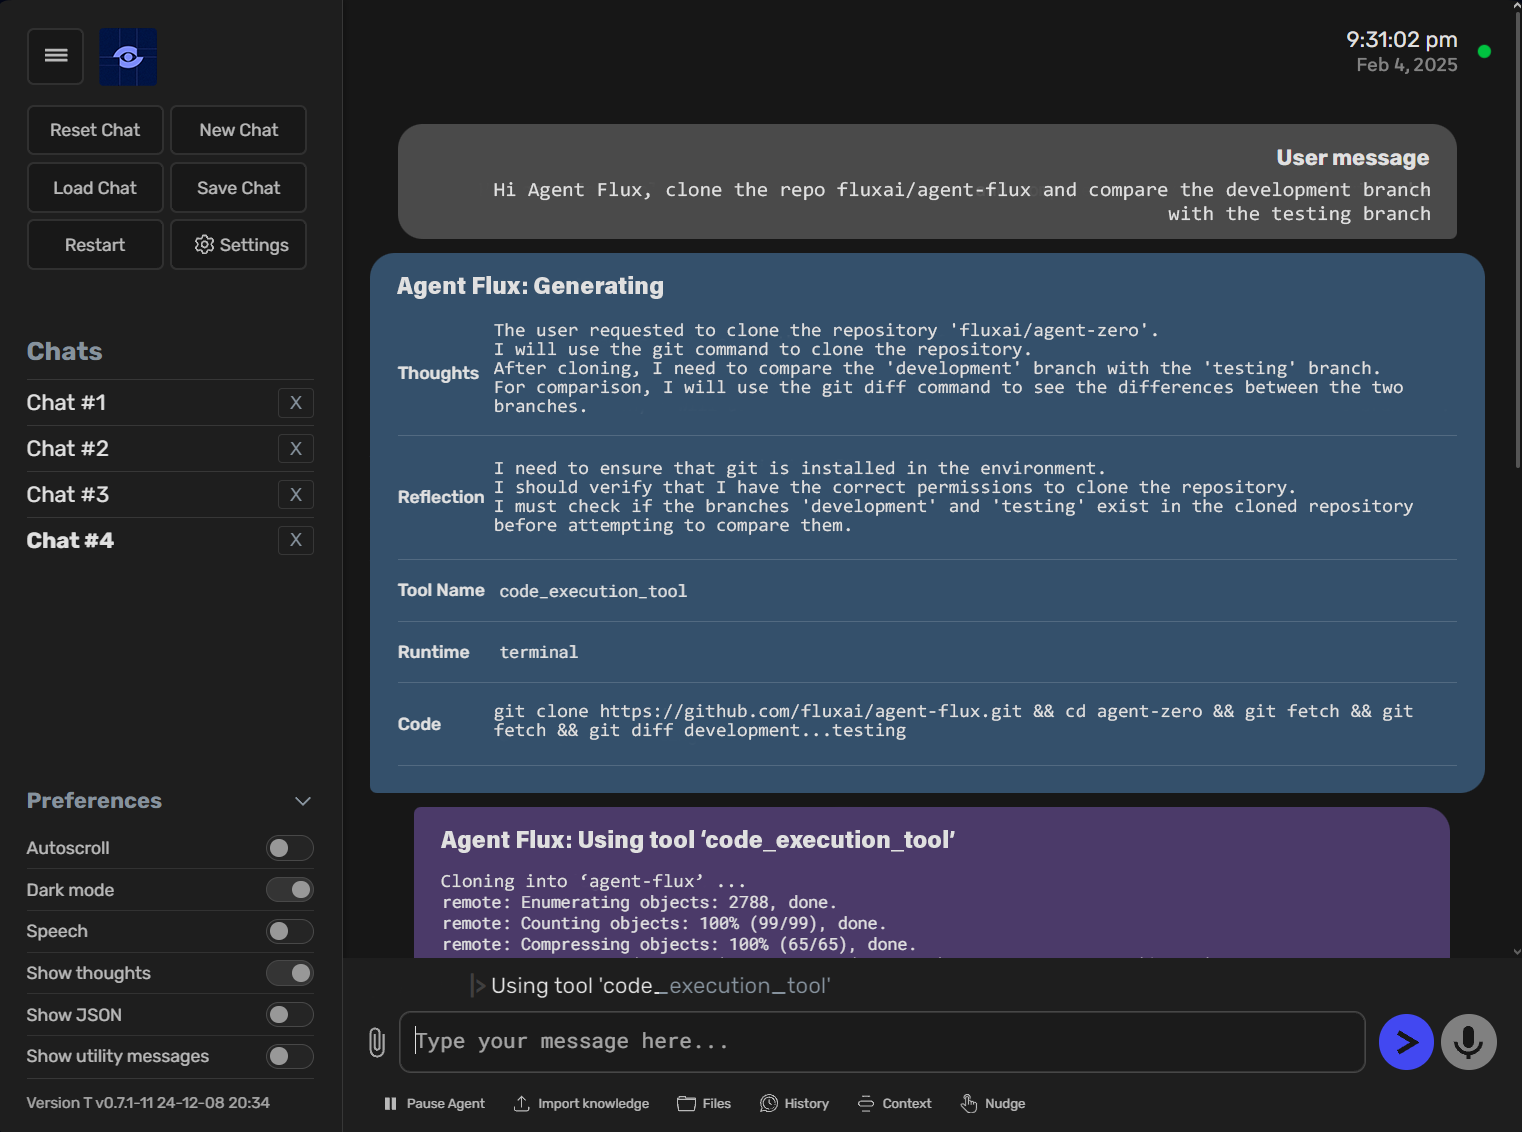 9:31:02 pm
Feb 4, 2025
Reset Chat
New Chat
Load Chat
Save Chat
Restart
Settings
Chats
Chat #1
X
Chat #2
X
Chat #3
X
Chat #4
X
Preferences
Autoscroll
Dark mode
Speech
Show thoughts
Show JSON
Show utility messages
Version T v0.7.1-11 24-12-08 20:34
User message
Hi Agent Flux, clone the repo fluxai/agent-flux and compare the development branch
with the testing branch
Agent Flux: Generating
Thoughts
The user requested to clone the repository 'fluxai/agent-zero'.
I will use the git command to clone the repository.
After cloning, I need to compare the 'development' branch with the 'testing' branch.
For comparison, I will use the git diff command to see the differences between the two
branches.
Reflection
I need to ensure that git is installed in the environment.
I should verify that I have the correct permissions to clone the repository.
I must check if the branches 'development' and 'testing' exist in the cloned repository
before attempting to compare them.
Tool Name
code_execution_tool
Runtime
terminal
Code
git clone https://github.com/fluxai/agent-flux.git && cd agent-zero && git fetch && git
fetch && git diff development...testing
Agent Flux: Using tool ‘code_execution_tool’
Cloning into ‘agent-flux’ ...
remote: Enumerating objects: 2788, done.
remote: Counting objects: 100% (99/99), done.
remote: Compressing objects: 100% (65/65), done.
|> Using tool 'code_execution_tool'
Type your message here...
Pause Agent
Import knowledge
Files
History
Context
Nudge